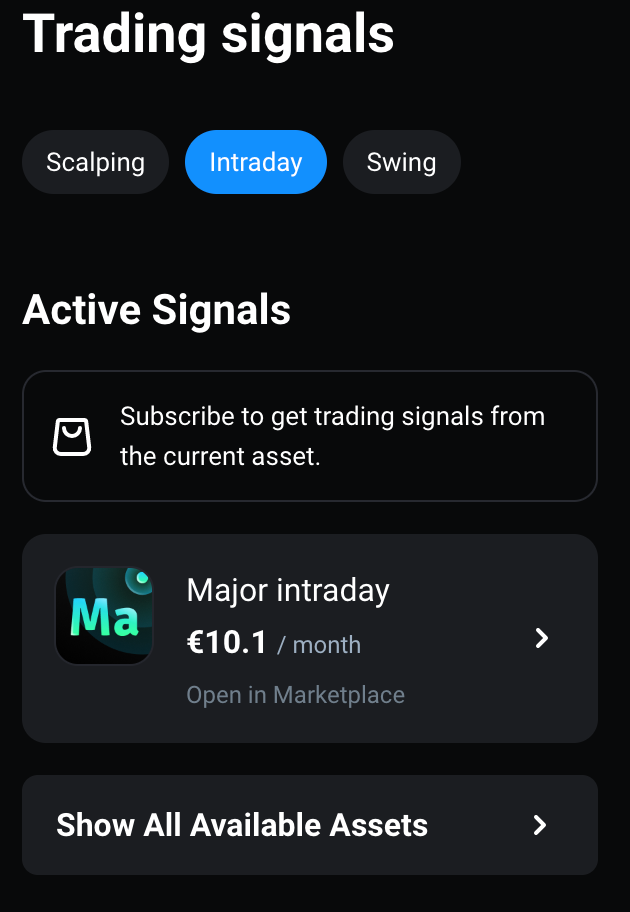 Trading signals
Scalping Intraday Swing
Active Signals
Subscribe to get trading signals from
the current asset.
Ma
Major intraday
€10.1 / month
Open in Marketplace
Show All Available Assets